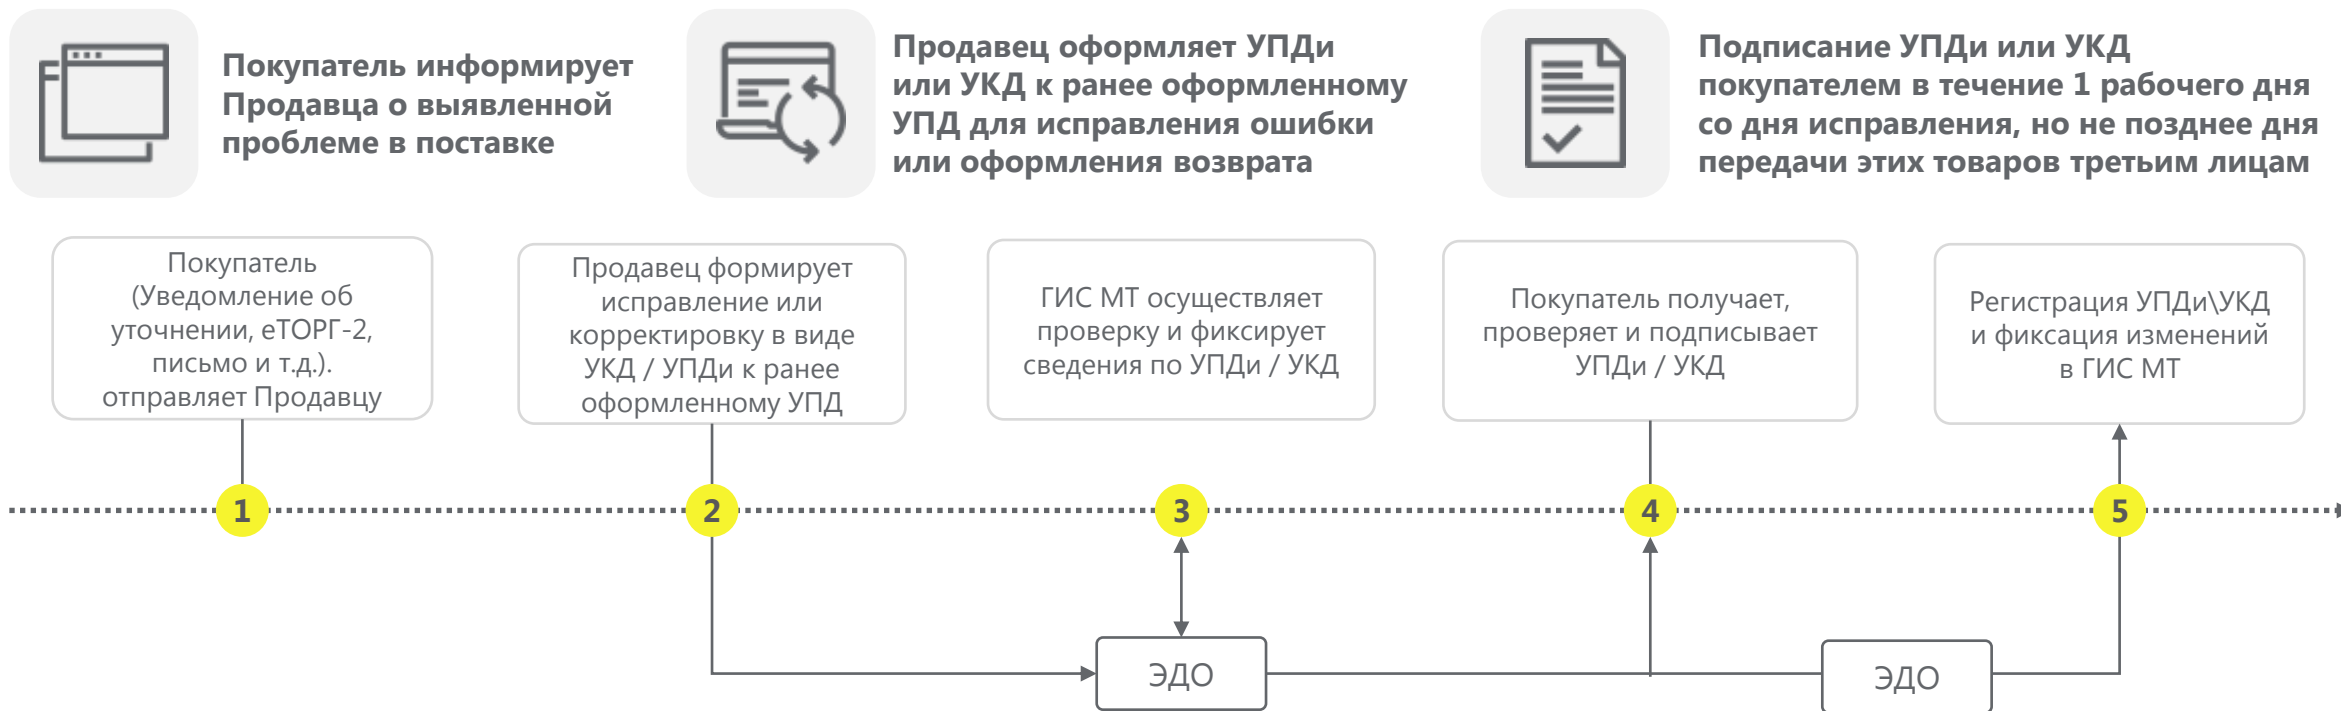 Покупатель информирует
Продавца о выявленной
проблеме в поставке
Продавец оформляет УПДи
или УКД к ранее оформленному
УПД для исправления ошибки
или оформления возврата
Подписание УПДи или УКД
покупателем в течение 1 рабочего дня
со дня исправления, но не позднее дня
передачи этих товаров третьим лицам
Покупатель
(Уведомление об
уточнении, еТОРГ-2,
письмо и т.д.).
отправляет Продавцу
Продавец формирует
исправление или
корректировку в виде
УКД / УПДи к ранее
оформленному УПД
ГИС МТ осуществляет
проверку и фиксирует
сведения по УПДи / УКД
Покупатель получает,
проверяет и подписывает
УПДи / УКД
Регистрация УПДи\УКД
и фиксация изменений
в ГИС МТ
1
2
3
4
5
ЭДО
ЭДО